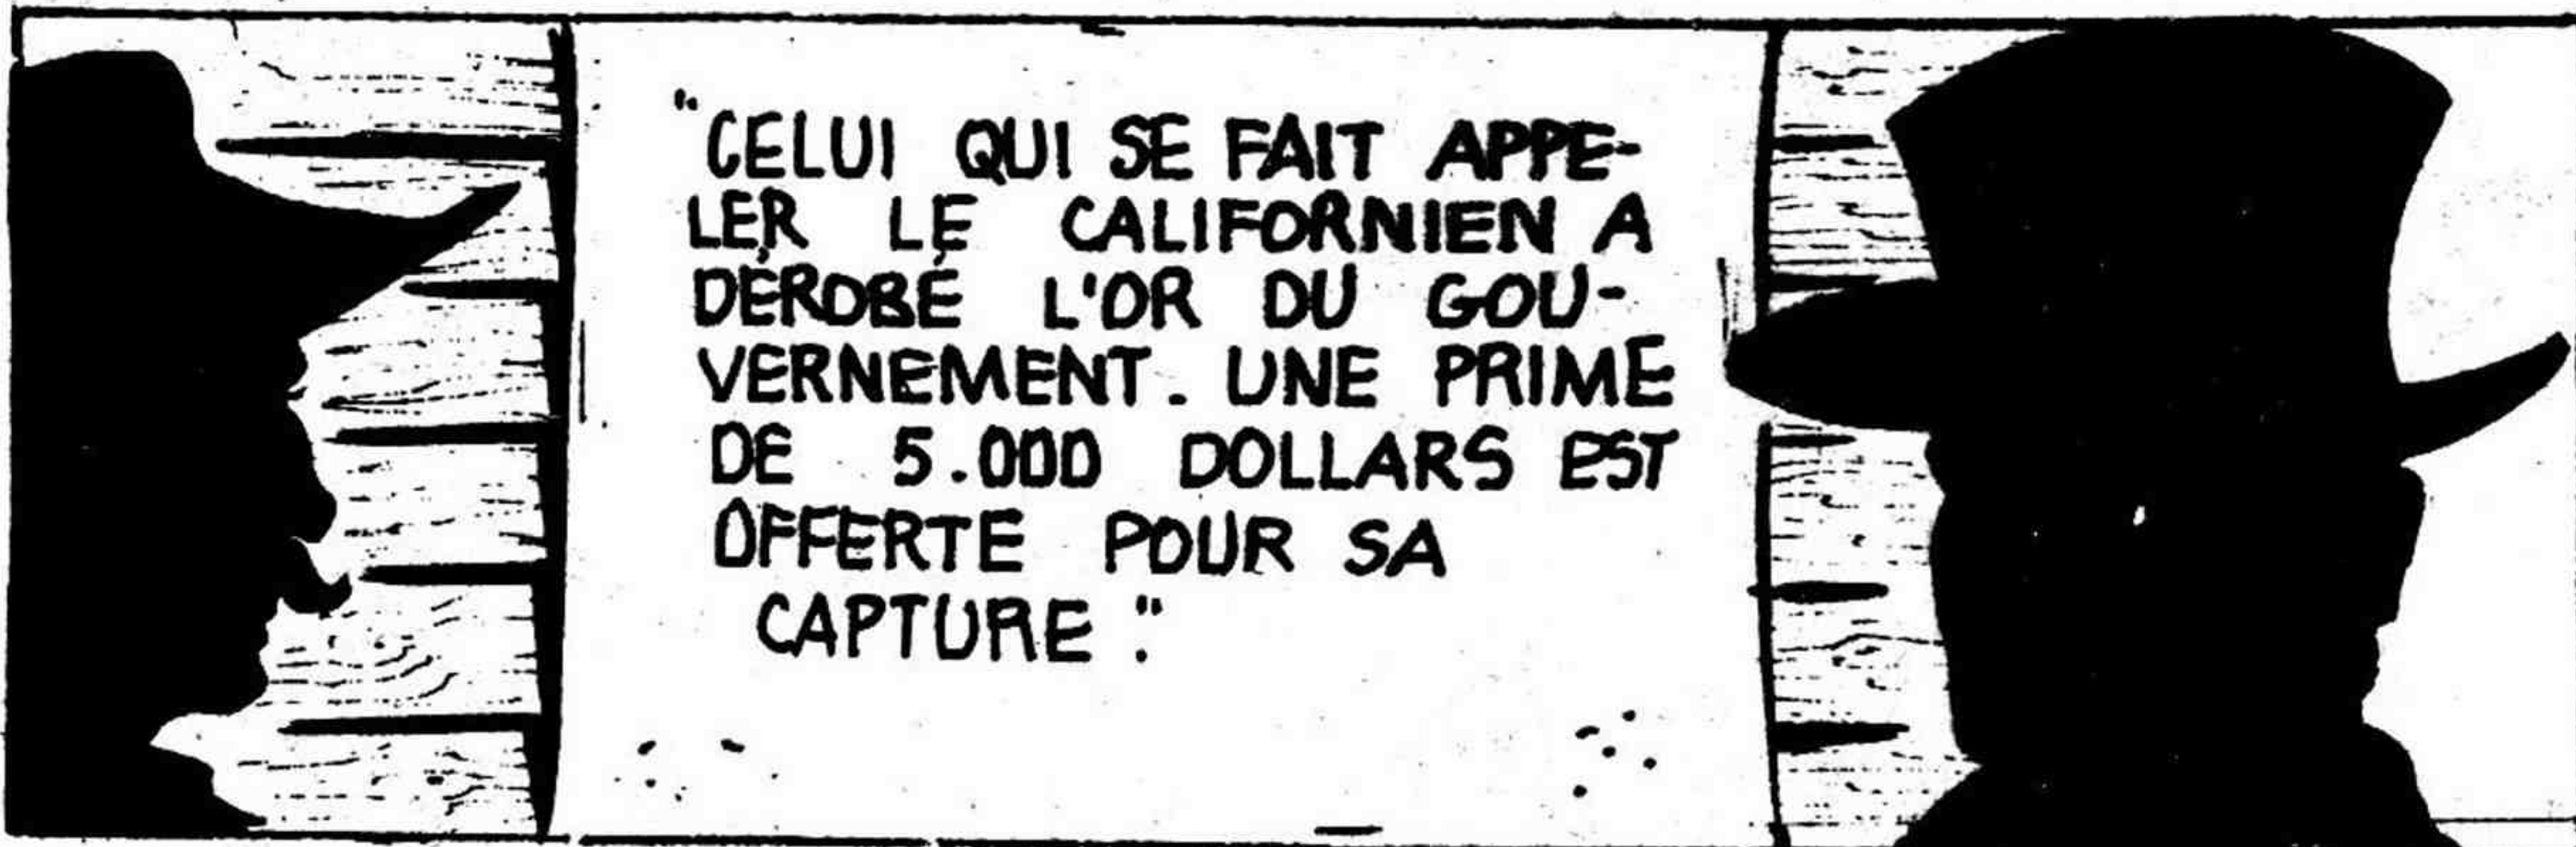 "CELUI QUI SE FAIT APPE-
LER LE CALIFORNIEN A
DÉROBÉ L'OR DU GOU-
VERNEMENT. UNE PRIME
DE 5.000 DOLLARS EST
OFFERTE POUR SA
CAPTURE."